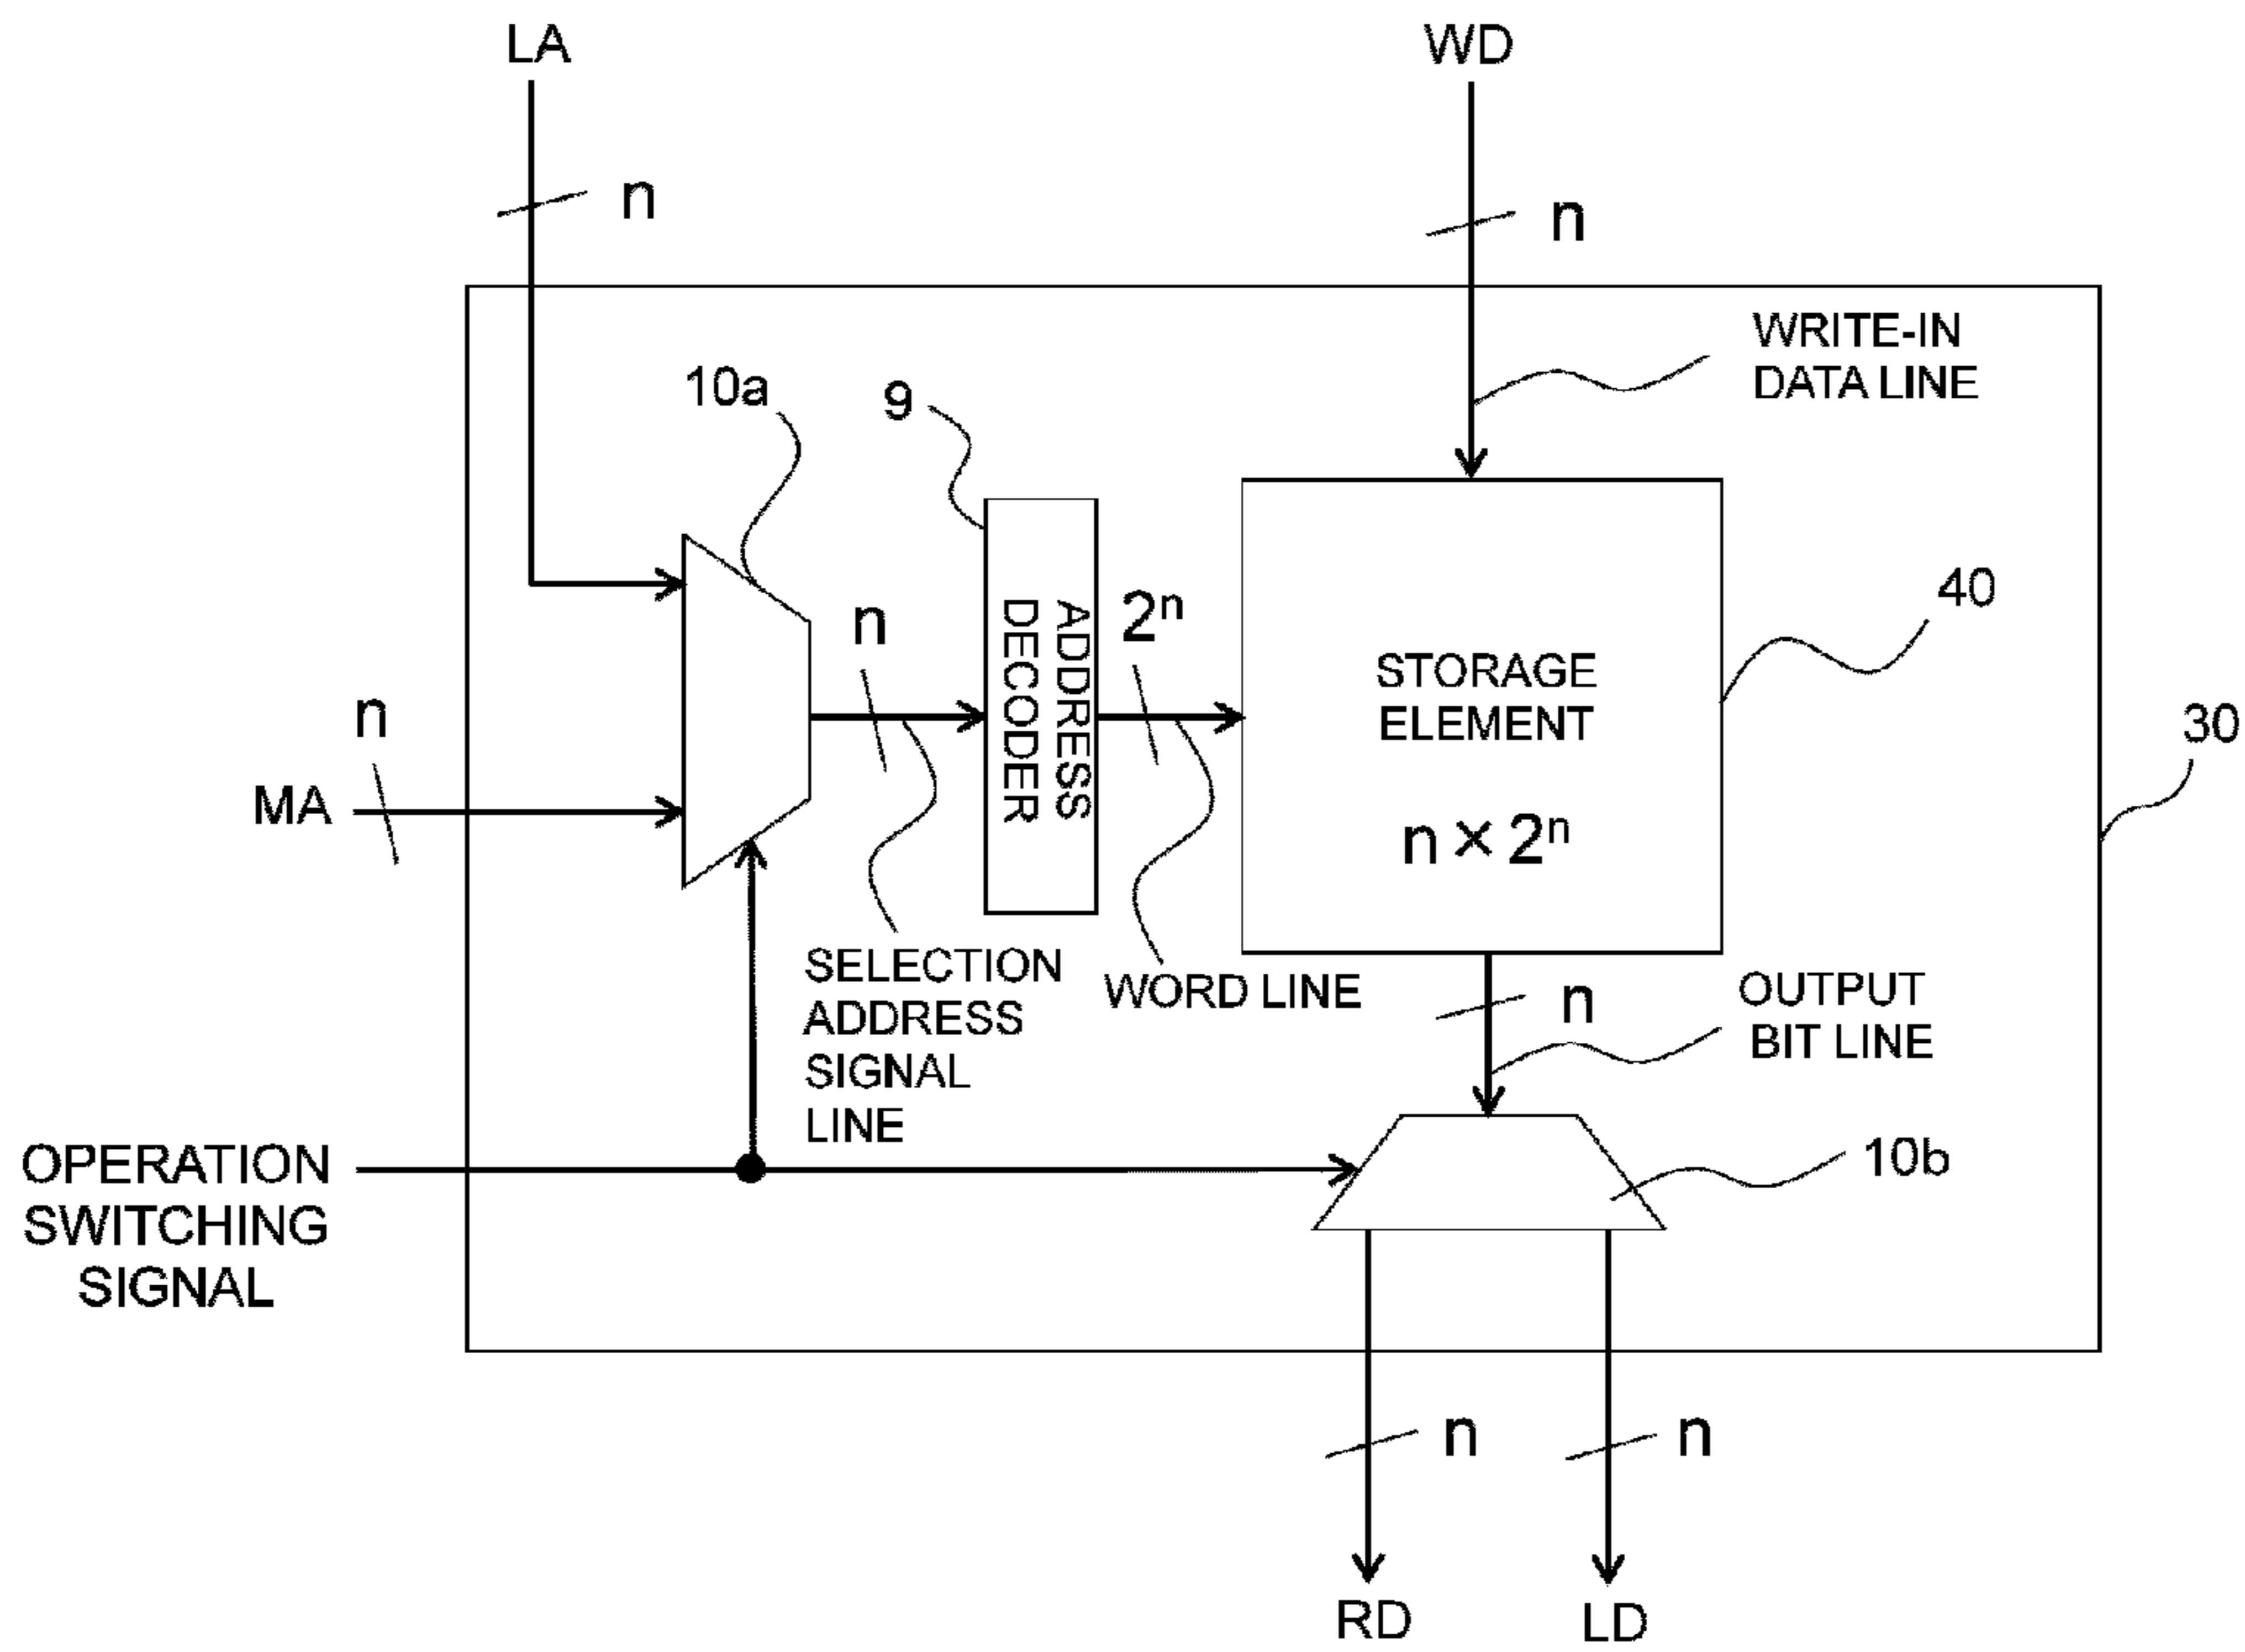 LA
WD
n
n
WRITE-IN
DATA LINE
10a
9
40
n
ADDRESS
DECODER
2ⁿ
STORAGE
ELEMENT
n × 2ⁿ
n
MA
30
SELECTION
ADDRESS
SIGNAL
LINE
WORD LINE
n
OUTPUT
BIT LINE
OPERATION
SWITCHING
SIGNAL
10b
n
n
RD
LD